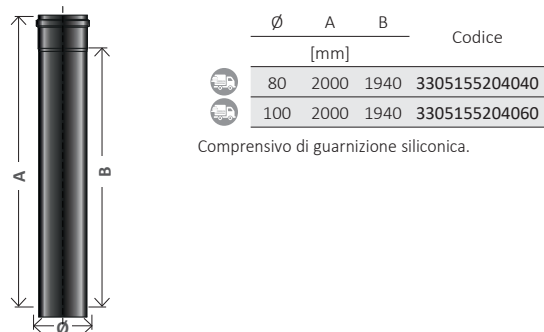 Ø A B Codice
[mm]
80 2000 1940 3305155204040
100 2000 1940 3305155204060
Comprensivo di guarnizione siliconica.
A
B
Ø